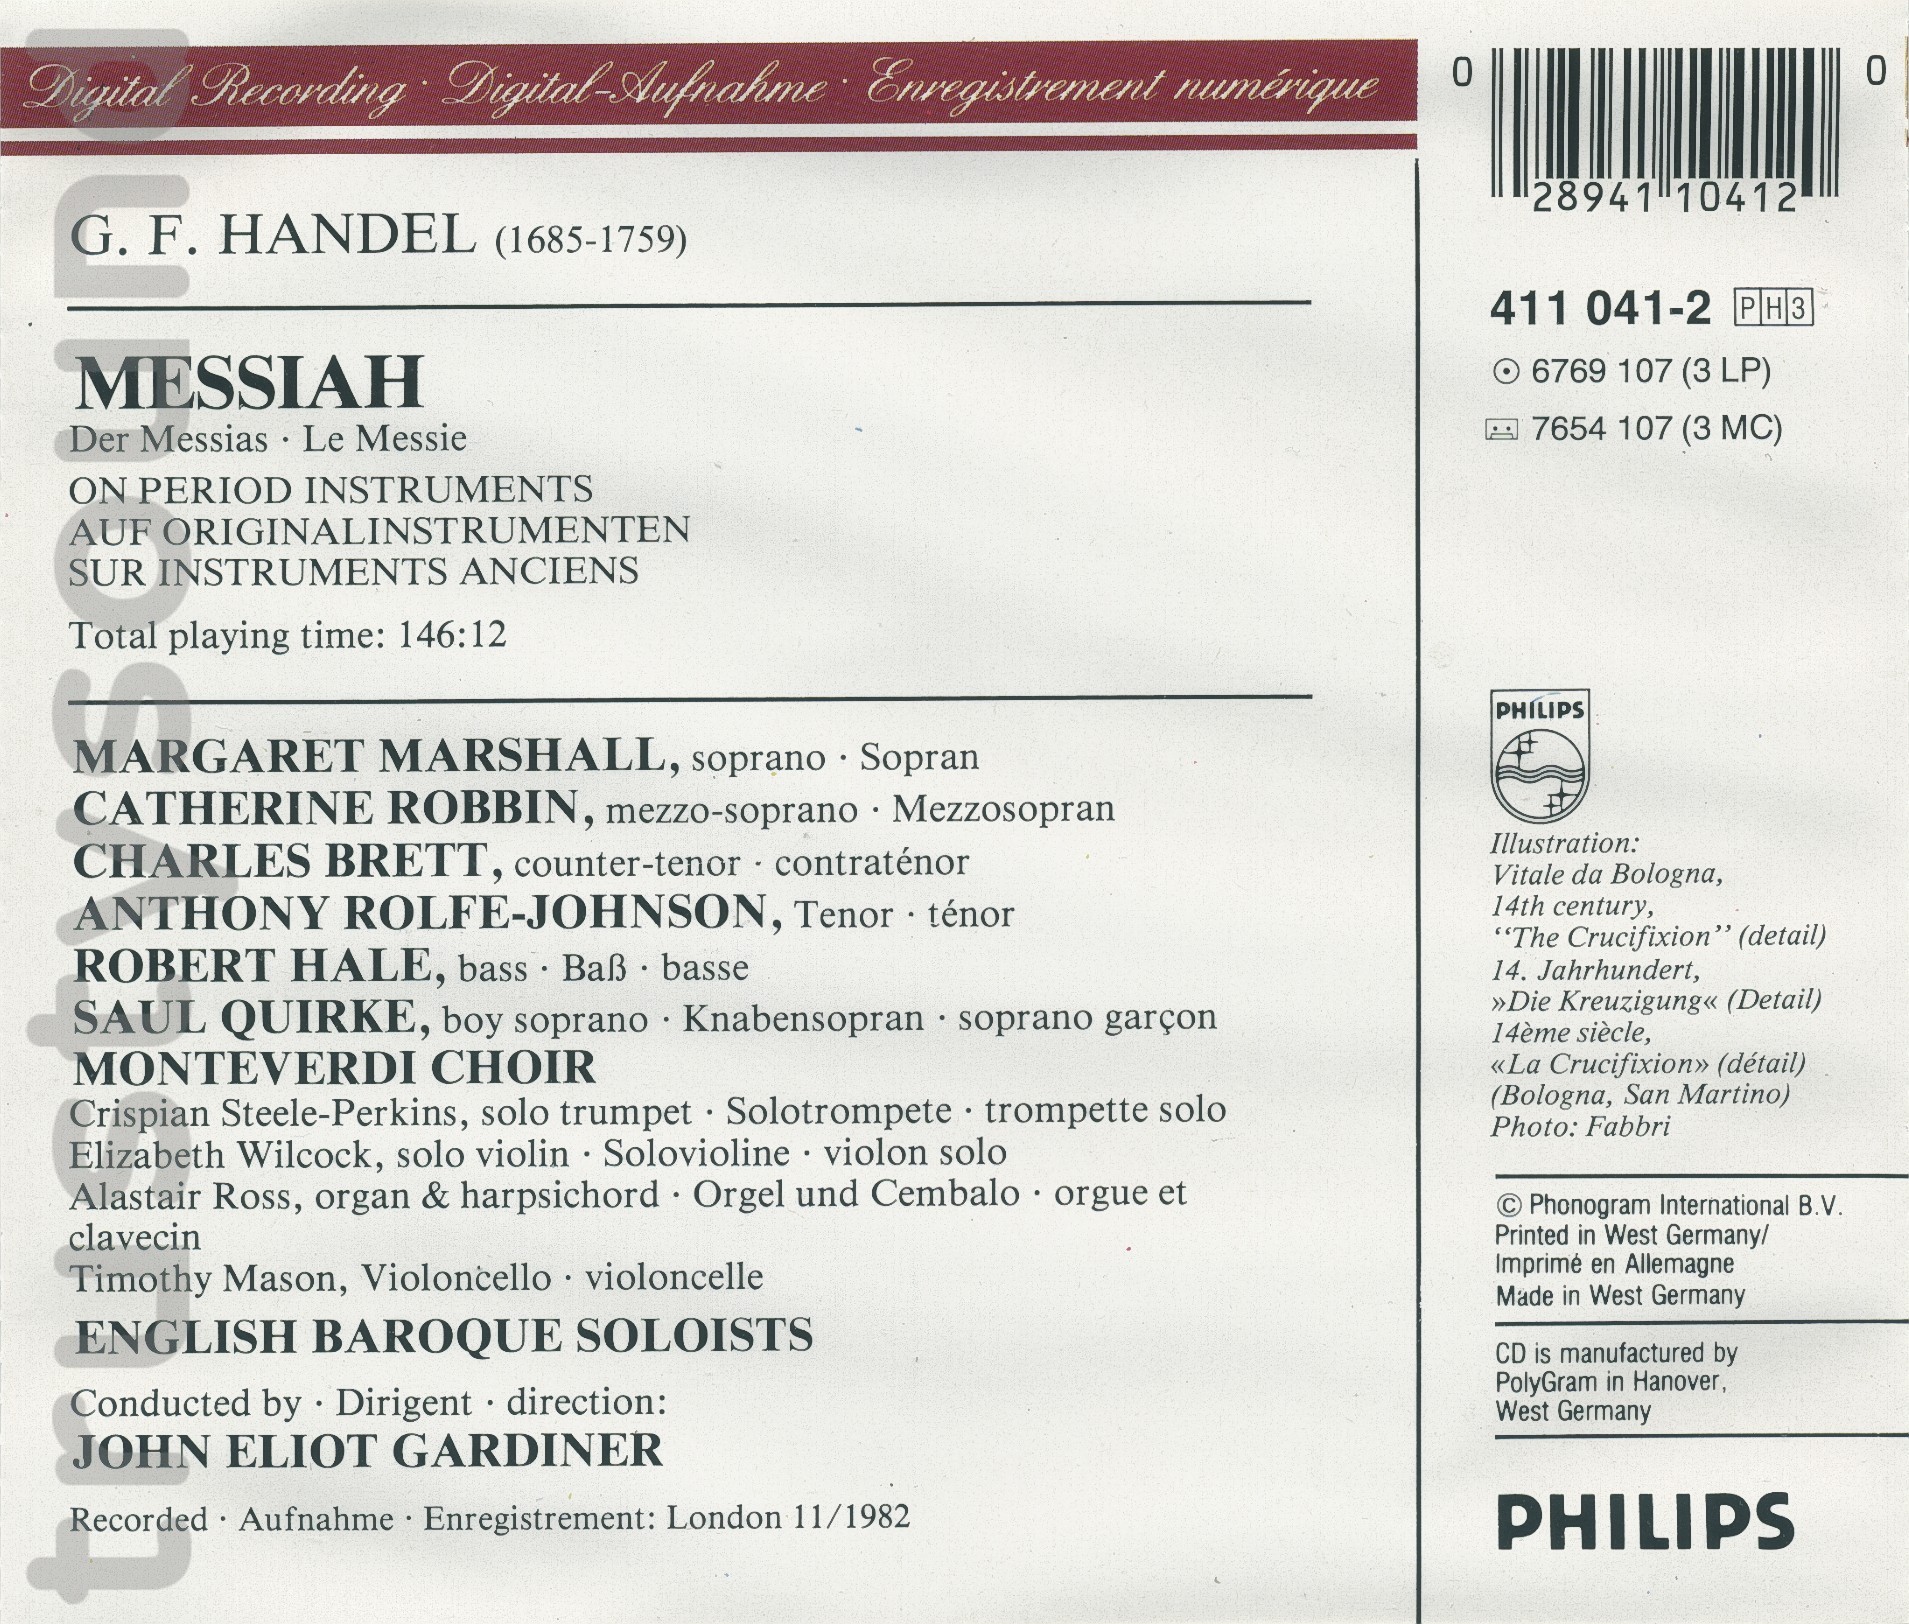 Digital Recording · Digital-Aufnahme · Enregistrement numérique
G. F. HANDEL (1685-1759)
MESSIAH
Der Messias · Le Messie
ON PERIOD INSTRUMENTS
AUF ORIGINALINSTRUMENTEN
SUR INSTRUMENTS ANCIENS
Total playing time: 146:12
MARGARET MARSHALL, soprano · Sopran
CATHERINE ROBBIN, mezzo-soprano · Mezzosopran
CHARLES BRETT, counter-tenor · contraténor
ANTHONY ROLFE-JOHNSON, Tenor · ténor
ROBERT HALE, bass · Baß · basse
SAUL QUIRKE, boy soprano · Knabensopran · soprano garçon
MONTEVERDI CHOIR
Crispian Steele-Perkins, solo trumpet · Solotrompete · trompette solo
Elizabeth Wilcock, solo violin · Solovioline · violon solo
Alastair Ross, organ & harpsichord · Orgel und Cembalo · orgue et
clavecin
Timothy Mason, Violoncello · violoncelle
ENGLISH BAROQUE SOLOISTS
Conducted by · Dirigent · direction:
JOHN ELIOT GARDINER
Recorded · Aufnahme · Enregistrement: London 11/1982
0 28941 10412 0
411 041-2 PH3
6769 107 (3 LP)
7654 107 (3 MC)
PHILIPS
Illustration:
Vitale da Bologna,
14th century,
‘‘The Crucifixion’’ (detail)
14. Jahrhundert,
»Die Kreuzigung« (Detail)
14ème siècle,
«La Crucifixion» (détail)
(Bologna, San Martino)
Photo: Fabbri
© Phonogram International B.V.
Printed in West Germany/
Imprimé en Allemagne
Made in West Germany
CD is manufactured by
PolyGram in Hanover,
West Germany
PHILIPS
trustysound